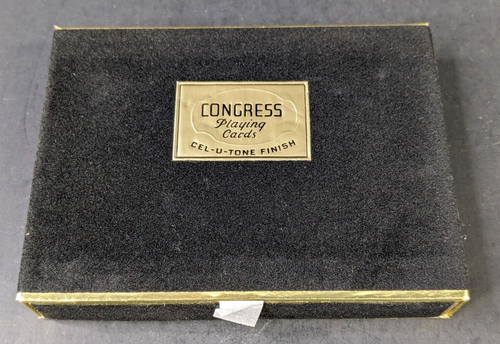 CONGRESS
Playing
Cards
CEL-U-TONE FINISH